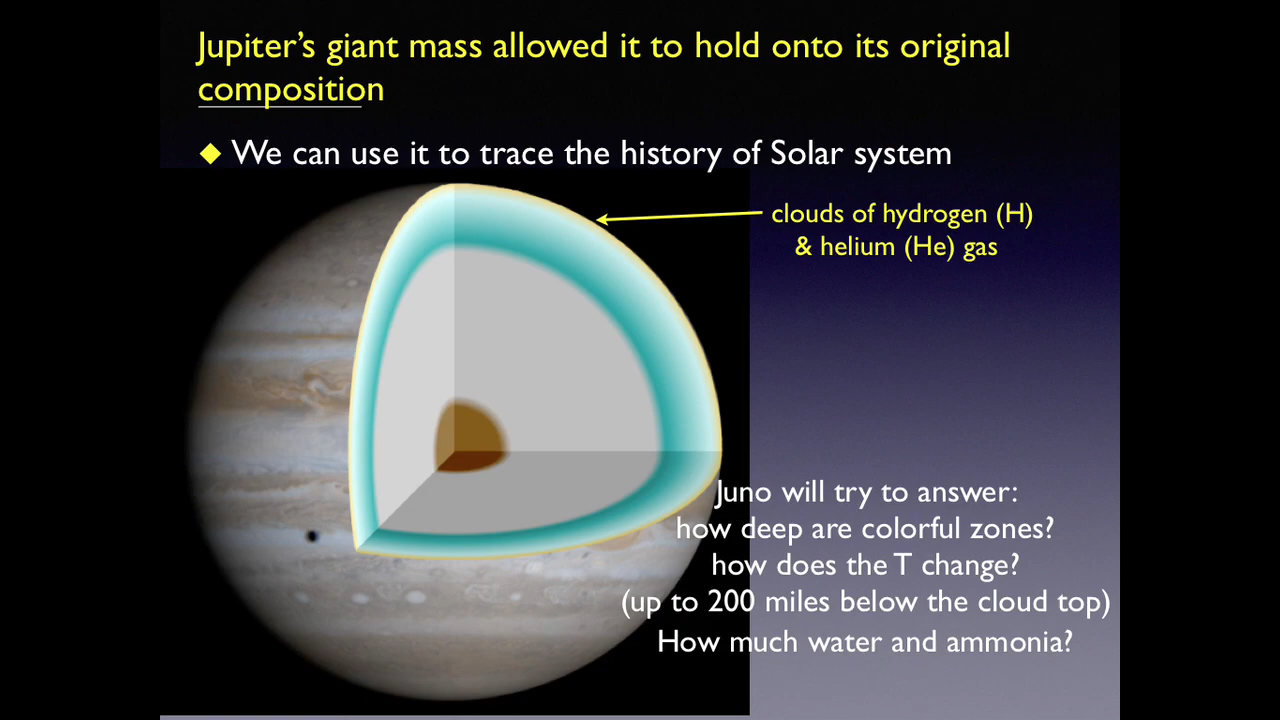 Jupiter's giant mass allowed it to hold onto its original
composition
We can use it to trace the history of Solar system
clouds of hydrogen (H)
& helium (He) gas
Juno will try to answer:
how deep are colorful zones?
how does the T change?
(up to 200 miles below the cloud top)
How much water and ammonia?